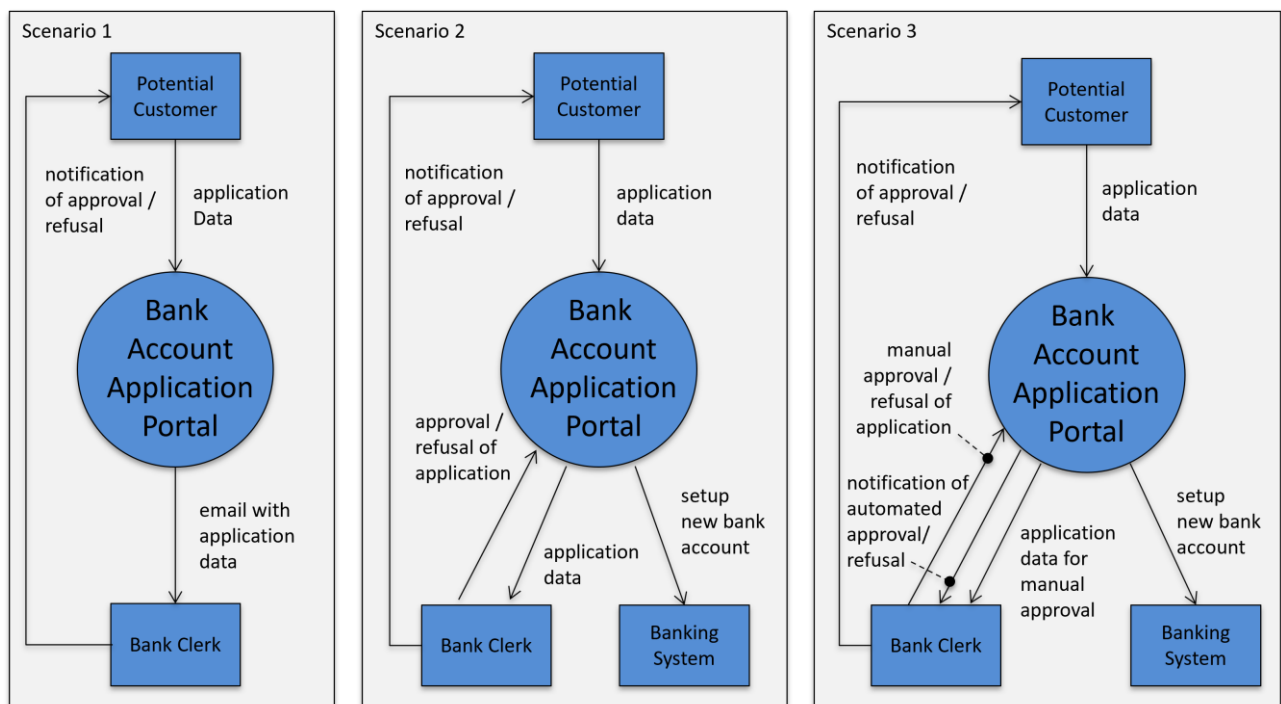 Scenario 1
Potential
Customer
notification
of approval /
refusal
application
Data
Bank
Account
Application
Portal
email with
application
data
Bank Clerk
Scenario 2
Potential
Customer
notification
of approval /
refusal
application
data
Bank
Account
Application
Portal
approval /
refusal of
application
application
data
setup
new bank
account
Bank Clerk
Banking
System
Scenario 3
Potential
Customer
notification
of approval /
refusal
application
data
Bank
Account
Application
Portal
manual
approval /
refusal of
application
notification of
automated
approval/
refusal
application
data for
manual
approval
setup
new bank
account
Bank Clerk
Banking
System